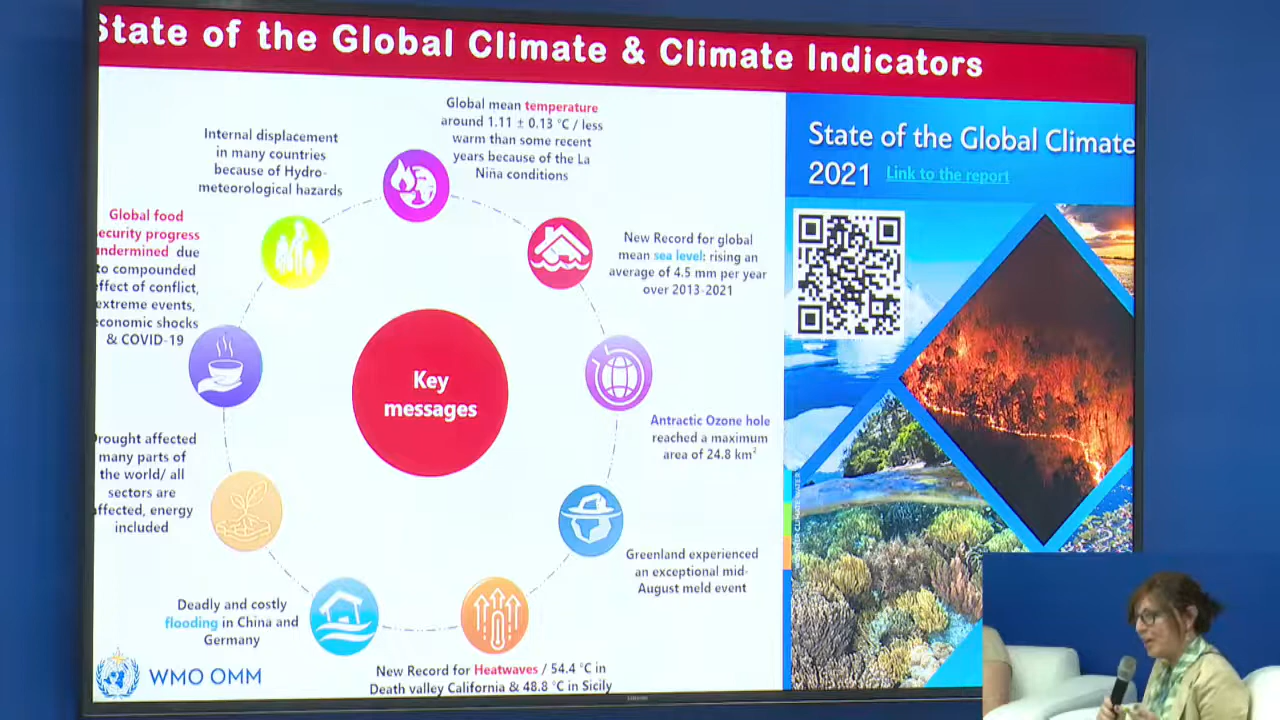 State of the Global Climate & Climate Indicators
Global mean temperature
around 1.11 ± 0.13 °C / less
warm than some recent
years because of the La
Niña conditions
Internal displacement
in many countries
because of Hydro-
meteorological hazards
New Record for global
mean sea level: rising an
average of 4.5 mm per year
over 2013-2021
Global food
ecurity progress
undermined due
to compounded
effect of conflict,
extreme events,
economic shocks
& COVID-19
Key
messages
Antractic Ozone hole
reached a maximum
area of 24.8 km²
Drought affected
many parts of
the world/ all
sectors are
affected, energy
included
Greenland experienced
an exceptional mid-
August meld event
Deadly and costly
flooding in China and
Germany
New Record for Heatwaves / 54.4 °C in
Death valley California & 48.8 °C in Sicily
WMO OMM
State of the Global Climate
2021 Link to the report
SAMSUNG